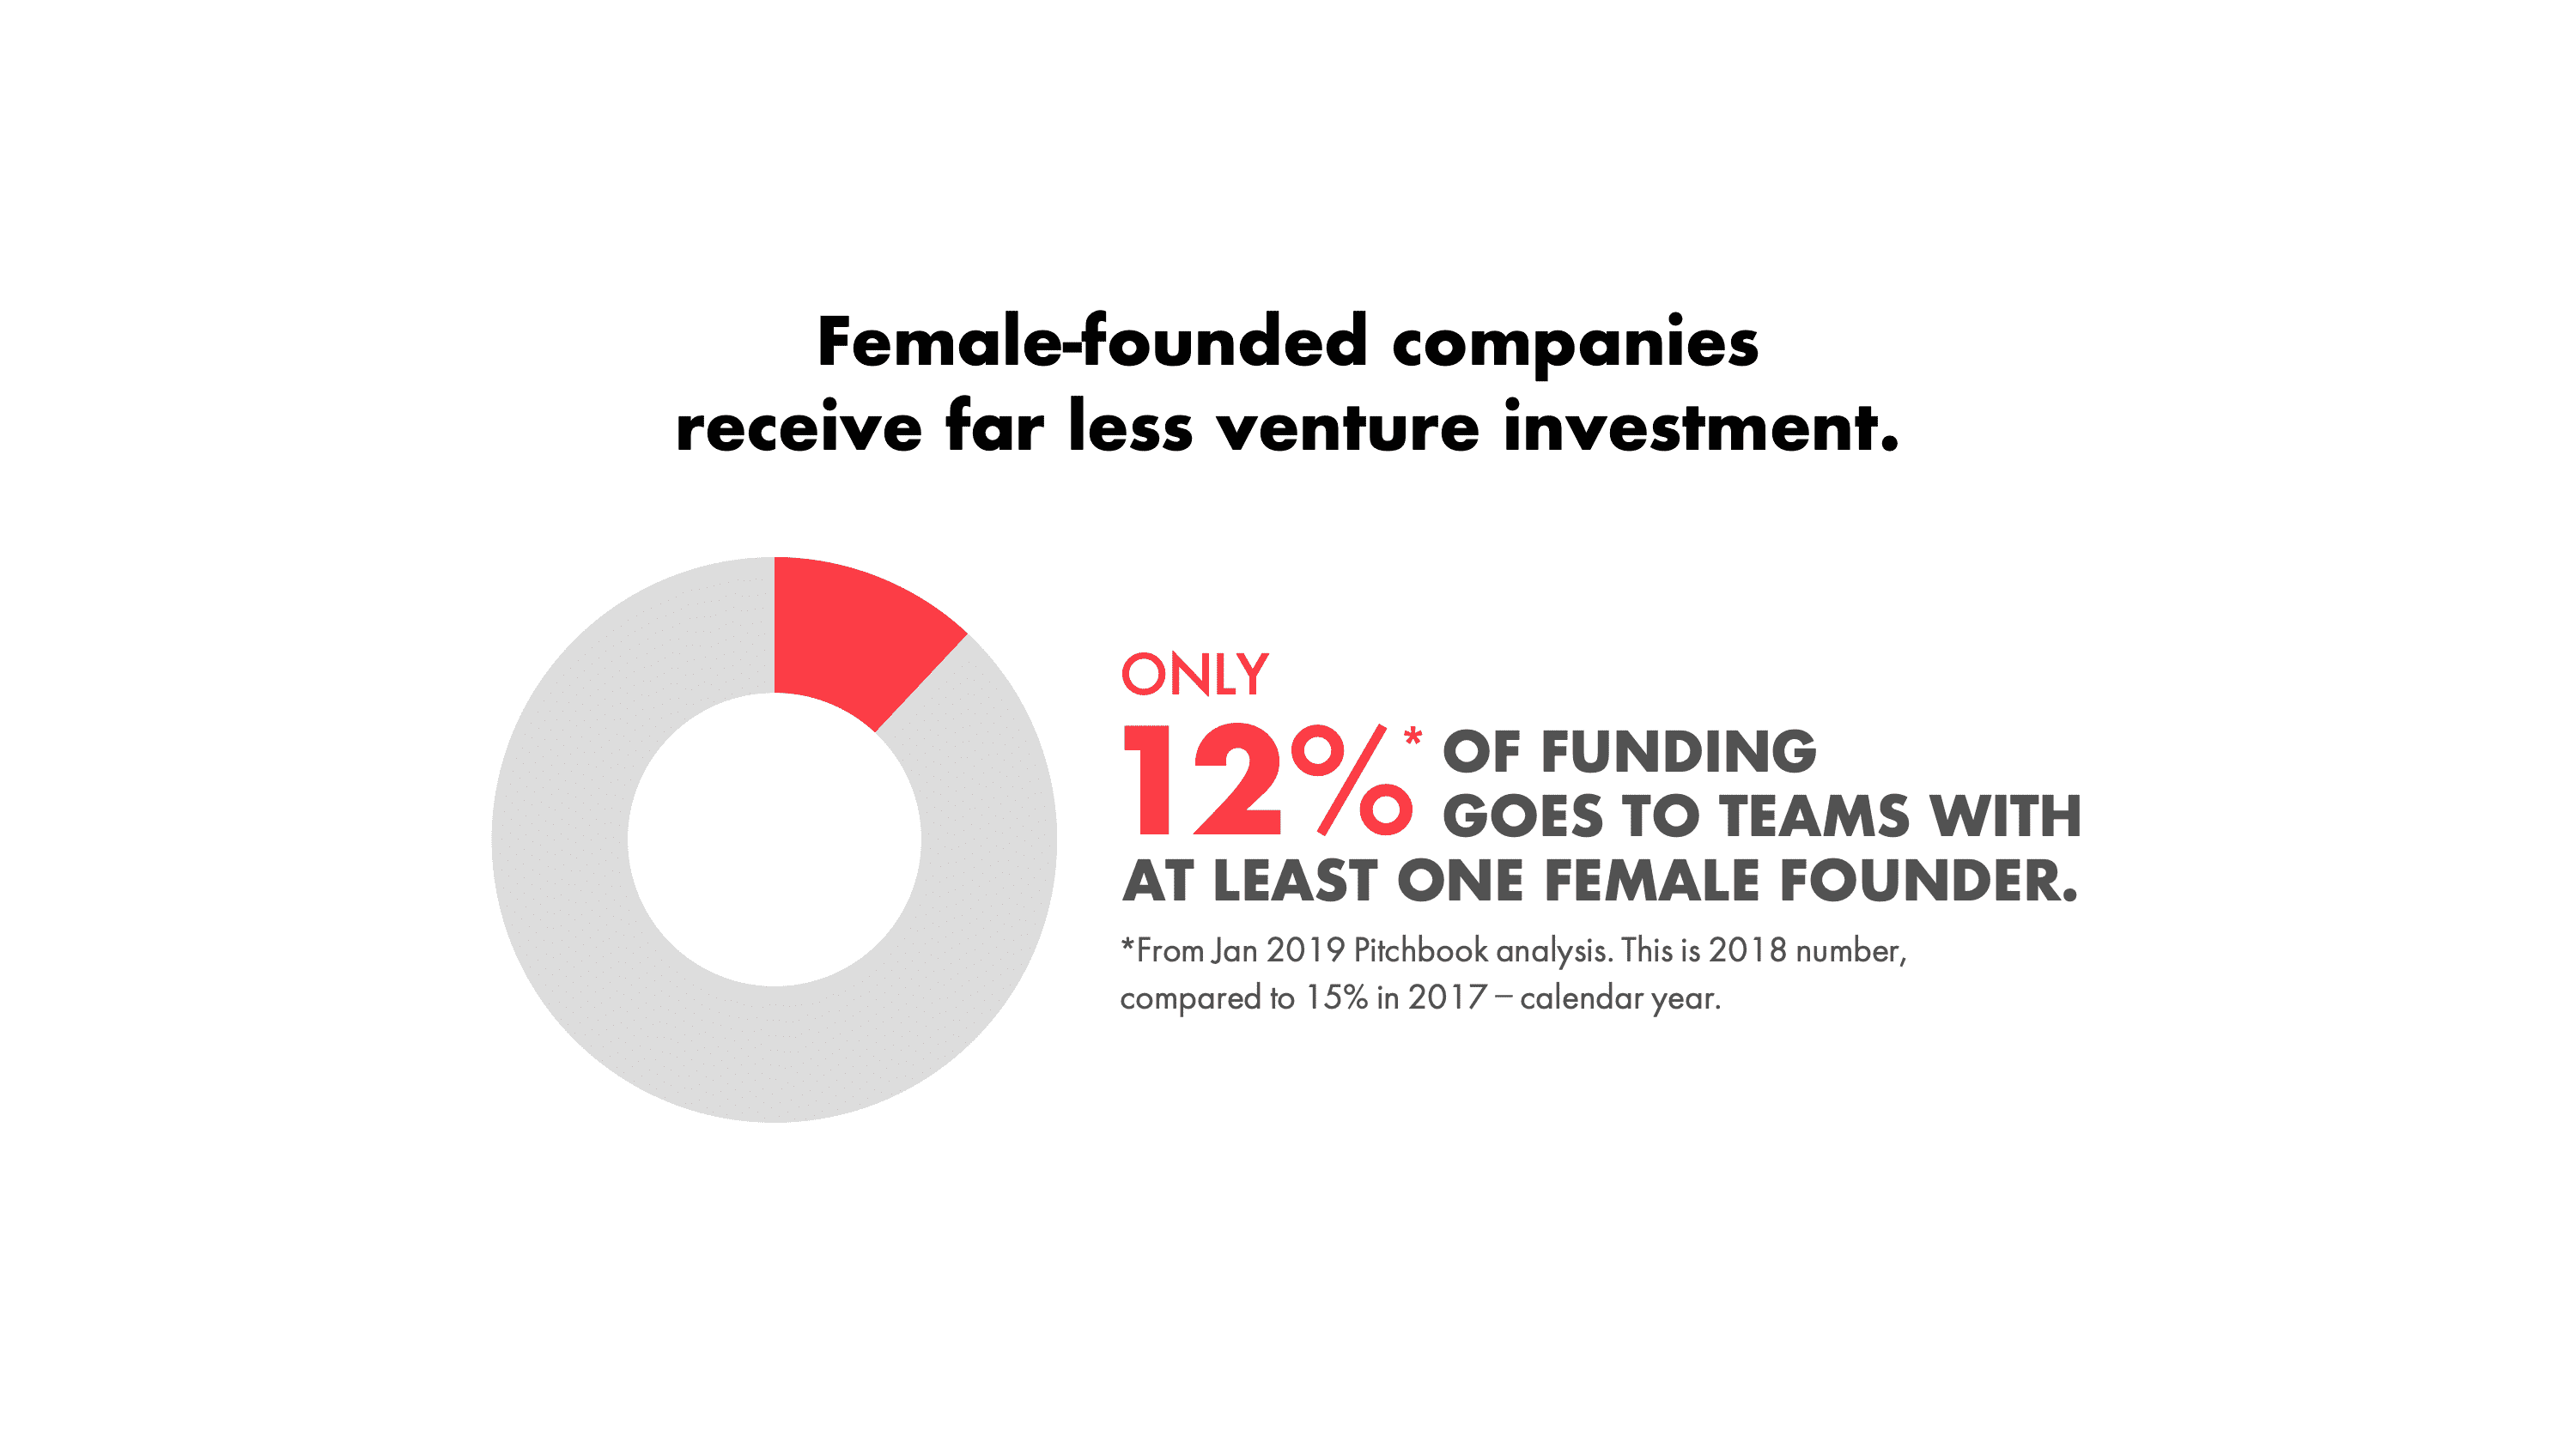 Female-founded companies
receive far less venture investment.
ONLY
12%* OF FUNDING
GOES TO TEAMS WITH
AT LEAST ONE FEMALE FOUNDER.
*From Jan 2019 Pitchbook analysis. This is 2018 number,
compared to 15% in 2017 – calendar year.